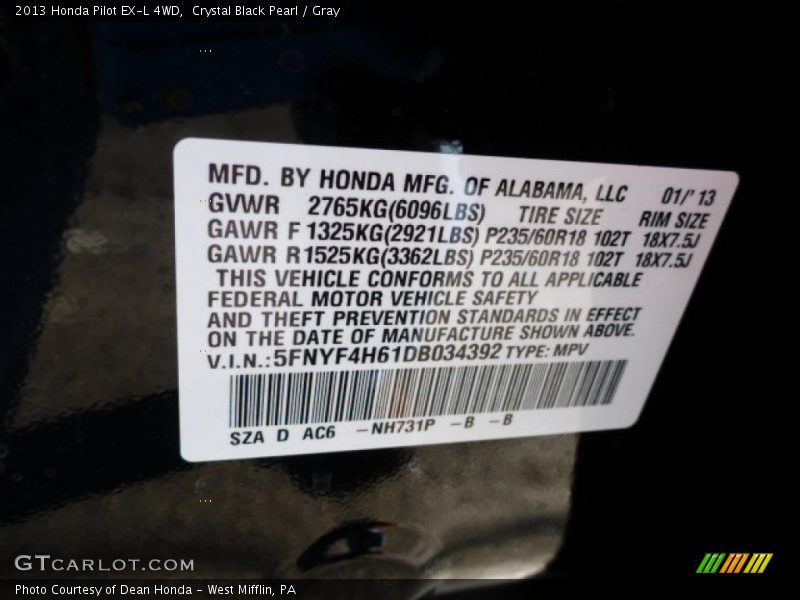 2013 Honda Pilot EX-L 4WD,  Crystal Black Pearl / Gray
MFD. BY HONDA MFG. OF ALABAMA, LLC 01/'13
GVWR 2765KG(6096LBS) TIRE SIZE RIM SIZE
GAWR F 1325KG(2921LBS) P235/60R18 102T 18X7.5J
GAWR R1525KG(3362LBS) P235/60R18 102T 18X7.5J
THIS VEHICLE CONFORMS TO ALL APPLICABLE
FEDERAL MOTOR VEHICLE SAFETY
AND THEFT PREVENTION STANDARDS IN EFFECT
ON THE DATE OF MANUFACTURE SHOWN ABOVE.
V.I.N.:5FNYF4H61DB034392 TYPE: MPV
SZA D AC6 -NH731P -B -B
GTCARLOT.COM
Photo Courtesy of Dean Honda - West Mifflin, PA